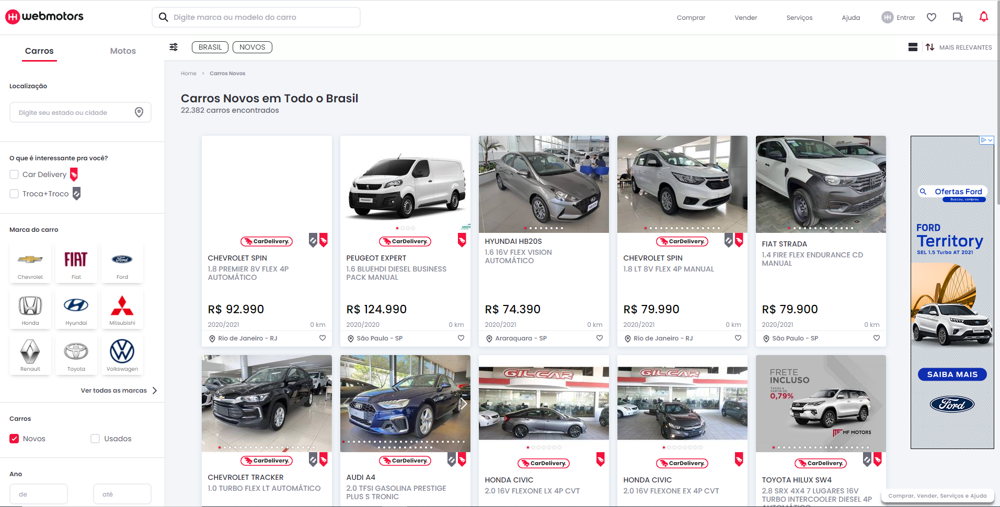 webmotors
Digite marca ou modelo do carro
Comprar
Vender
Serviços
Ajuda
Entrar
Carros
Motos
BRASIL
NOVOS
MAIS RELEVANTES
Home > Carros Novos
Localização
Digite seu estado ou cidade
Carros Novos em Todo o Brasil
22.382 carros encontrados
O que é interessante pra você?
Car Delivery
Troca+Troco
Marca do carro
Chevrolet
FIAT
Fiat
Ford
Ford
Honda
Hyundai
Mitsubishi
Renault
Toyota
Volkswagen
Ver todas as marcas
Carros
Novos
Usados
Ano
de
até
CarDelivery.
CHEVROLET SPIN
1.8 PREMIER 8V FLEX 4P
AUTOMÁTICO
R$ 92.990
2020/2021
0 km
Rio de Janeiro - RJ
PEUGEOT
GREEN
CarDelivery.
PEUGEOT EXPERT
1.6 BLUEHDI DIESEL BUSINESS
PACK MANUAL
R$ 124.990
2020/2020
0 km
São Paulo - SP
HYUNDAI HB20S
1.6 16V FLEX VISION
AUTOMÁTICO
R$ 74.390
2020/2021
0 km
Araraquara - SP
CarDelivery.
CHEVROLET SPIN
1.8 LT 8V FLEX 4P MANUAL
R$ 79.990
2020/2021
0 km
Rio de Janeiro - RJ
FIAT STRADA
1.4 FIRE FLEX ENDURANCE CD
MANUAL
R$ 79.900
2020/2021
0 km
São Paulo - SP
CarDelivery.
CHEVROLET TRACKER
1.0 TURBO FLEX LT AUTOMÁTICO
CarDelivery.
AUDI A4
2.0 TFSI GASOLINA PRESTIGE
PLUS S TRONIC
GILCAR
CarDelivery.
HONDA CIVIC
2.0 16V FLEXONE LX 4P CVT
GILCAR
CarDelivery.
HONDA CIVIC
2.0 16V FLEXONE EX 4P CVT
FRETE
INCLUSO
TAXAS A
PARTIR DE
0,79%
MF MOTORS
CarDelivery.
TOYOTA HILUX SW4
2.8 SRX 4X4 7 LUGARES 16V
TURBO INTERCOOLER DIESEL 4P
AUTOMÁTICO
Ofertas Ford
Buscou, comprou
FORD
Territory
SEL 1.5 Turbo AT 2021
SAIBA MAIS
Ford
Comprar, Vender, Serviços e Ajuda